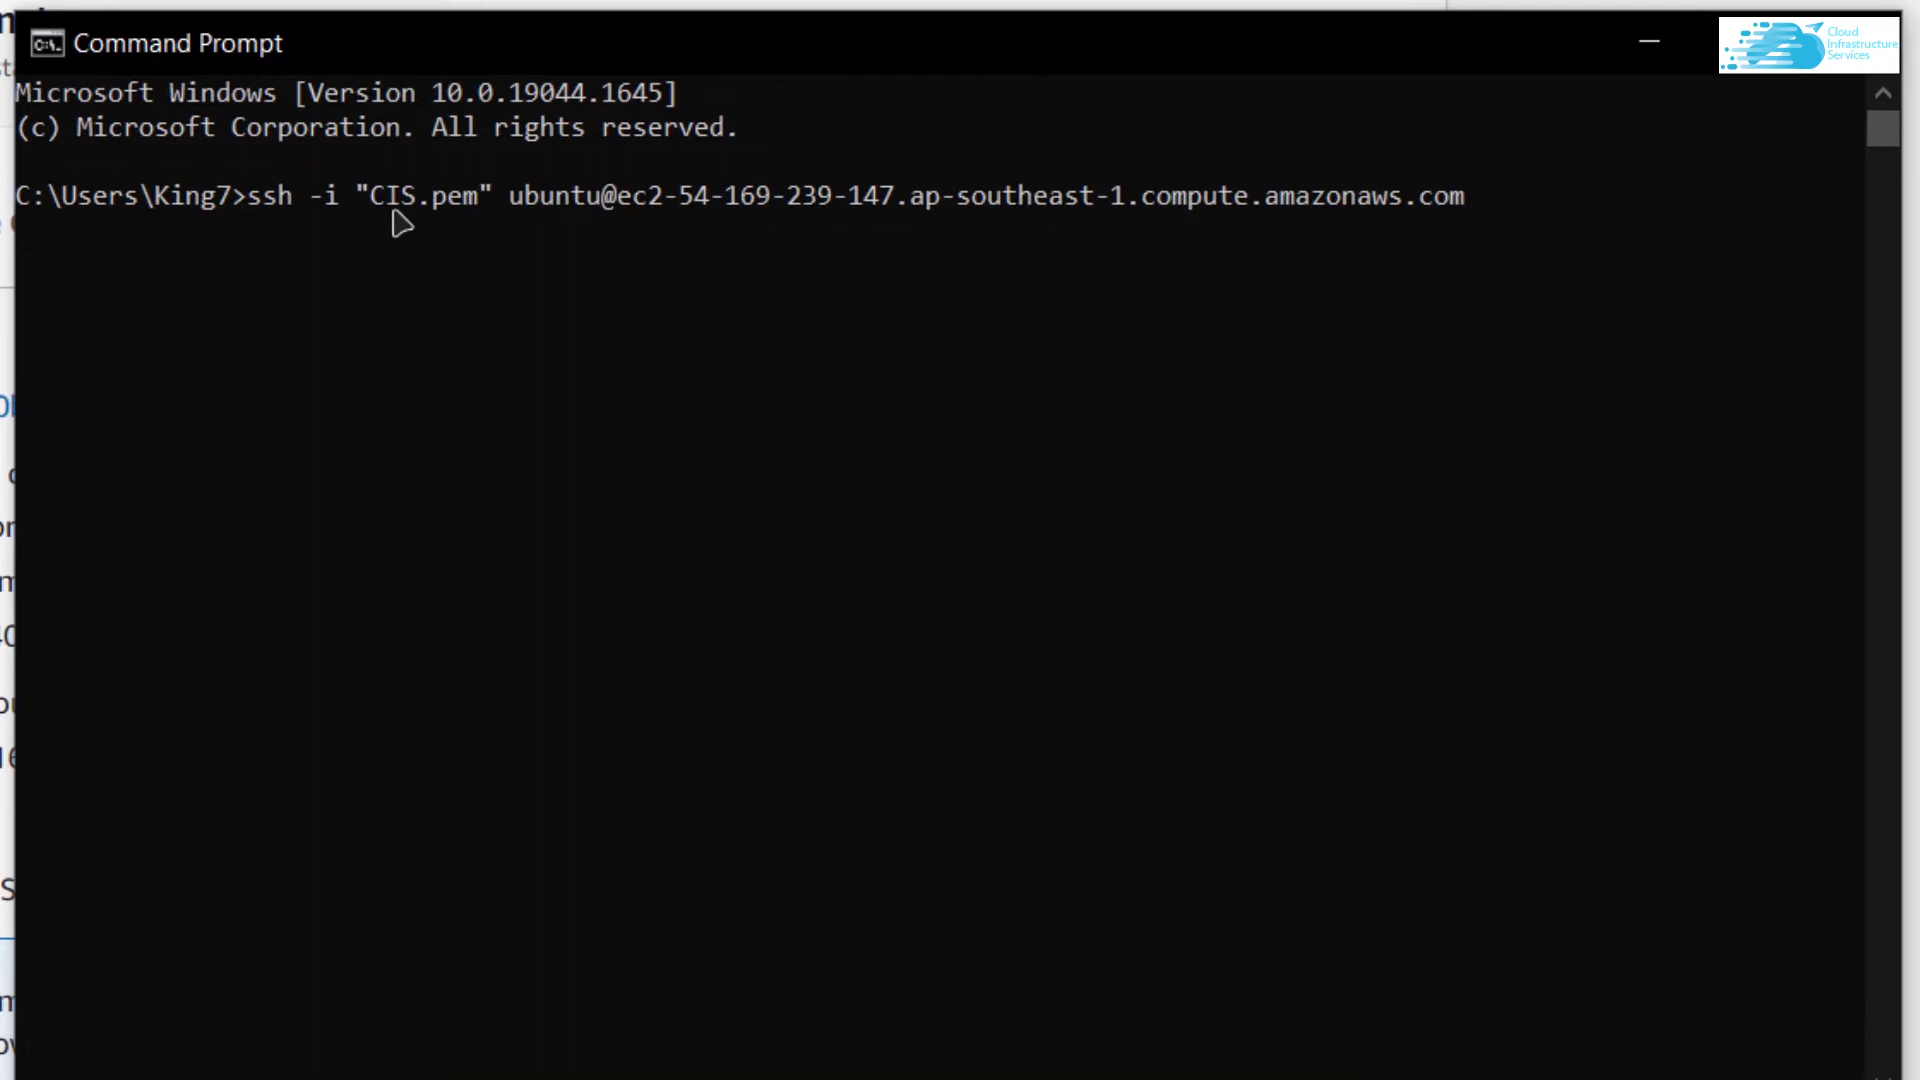 Command Prompt
Cloud
Infrastructure
Services
Microsoft Windows [Version 10.0.19044.1645]
(c) Microsoft Corporation. All rights reserved.
C:\Users\King7>ssh -i "CIS.pem" ubuntu@ec2-54-169-239-147.ap-southeast-1.compute.amazonaws.com